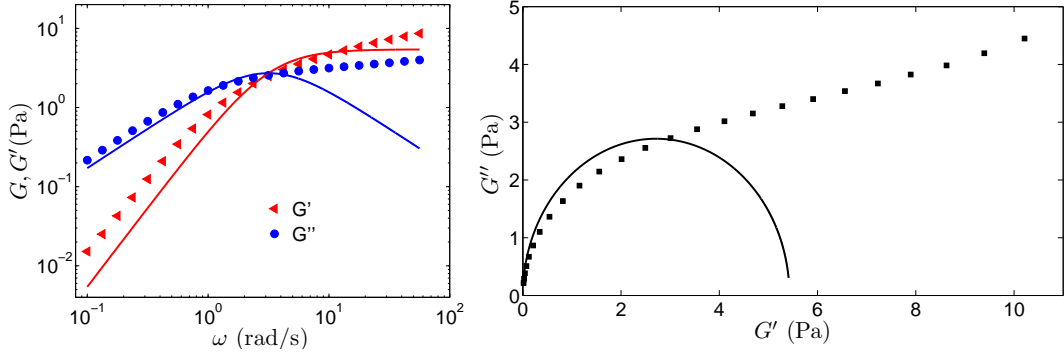 G, G′(Pa)
10¹
10⁰
10⁻¹
10⁻²
G'
G''
10⁻¹ 10⁰ 10¹ 10²
ω (rad/s)
G′′ (Pa)
5
4
3
2
1
0
0 2 4 6 8 10
G′ (Pa)